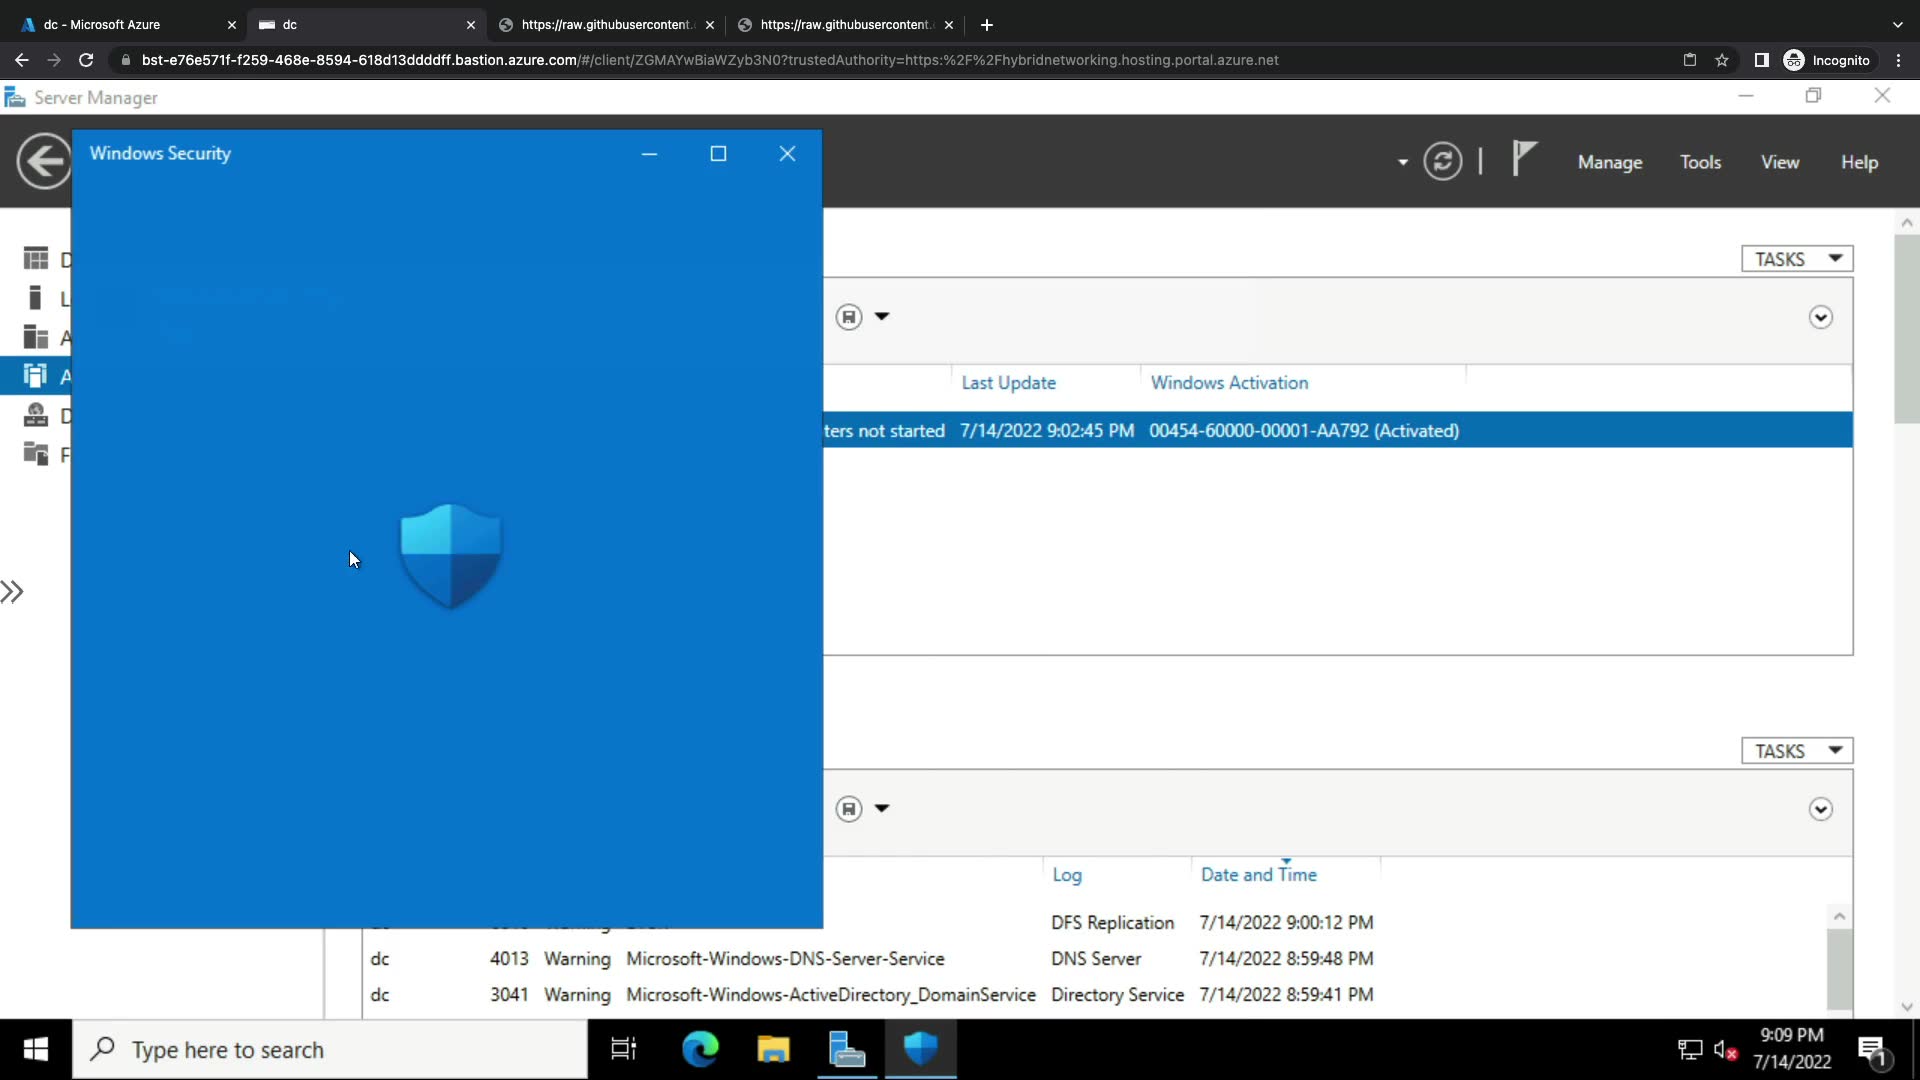 dc - Microsoft Azure
dc
https://raw.githubusercontent.
https://raw.githubusercontent.
bst-e76e571f-f259-468e-8594-618d13ddddff.bastion.azure.com/#/client/ZGMAYwBiaWZyb3N0?trustedAuthority=https:%2F%2Fhybridnetworking.hosting.portal.azure.net
Incognito
Server Manager
Windows Security
Manage
Tools
View
Help
D
L
A
A
D
F
TASKS
Last Update
Windows Activation
ters not started
7/14/2022 9:02:45 PM
00454-60000-00001-AA792 (Activated)
TASKS
Log
Date and Time
DFS Replication
7/14/2022 9:00:12 PM
dc
4013
Warning
Microsoft-Windows-DNS-Server-Service
DNS Server
7/14/2022 8:59:48 PM
dc
3041
Warning
Microsoft-Windows-ActiveDirectory_DomainService
Directory Service
7/14/2022 8:59:41 PM
Type here to search
9:09 PM
7/14/2022
1